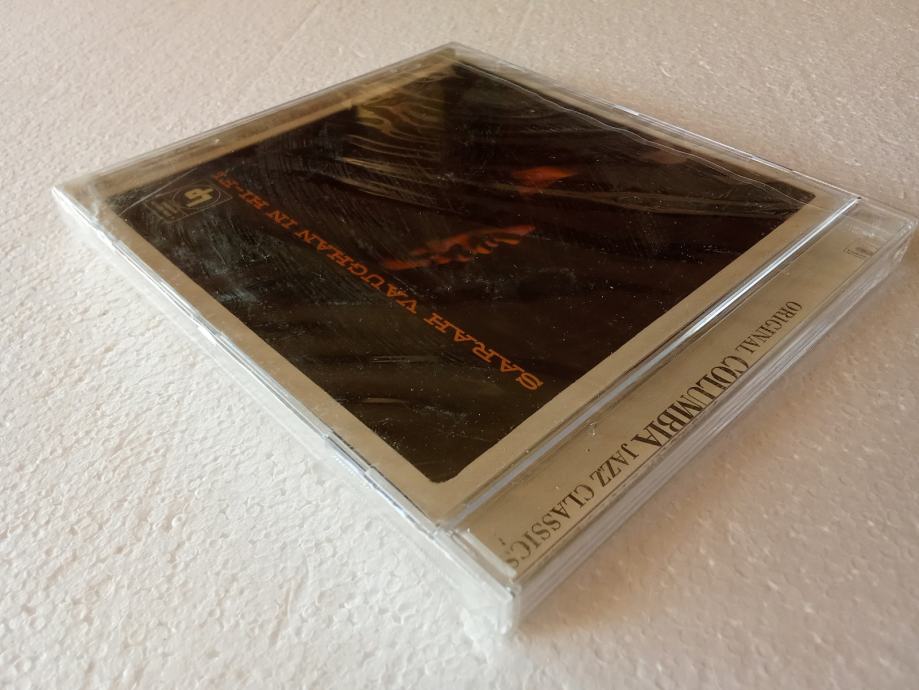 SARAH VAUGHAN IN HI-FI
ORIGINAL COLUMBIA JAZZ CLASSICS